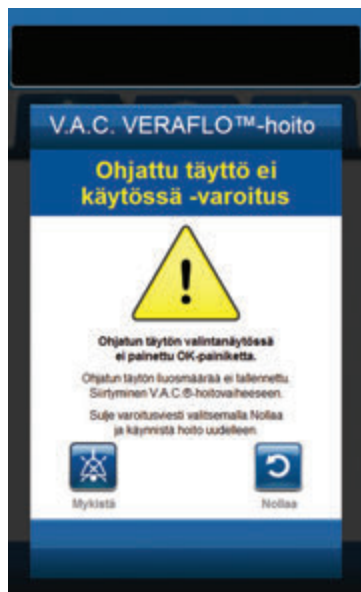 V.A.C. VERAFLO™-hoito
Ohjattu täyttö ei
käytössä -varoitus
!
Ohjatun täytön valintanäytössä
ei painettu OK-painiketta.
Ohjatun täytön liuosmäärää ei tallennettu.
Siirtyminen V.A.C.®-hoitovaiheeseen.
Sulje varoitusviesti valitsemalla Nollaa
ja käynnistä hoito uudelleen.
Mykistä Nollaa